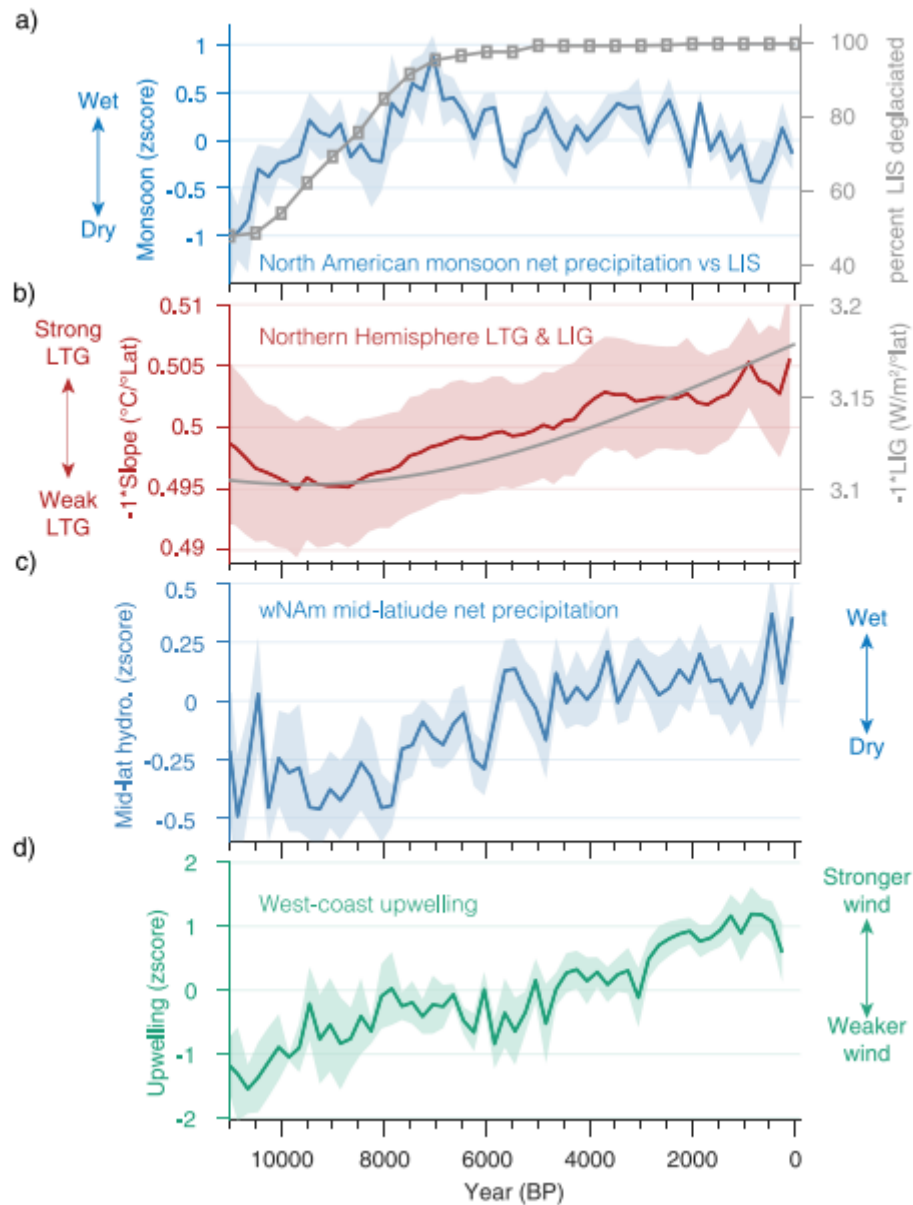 a)
Wet
Dry
Monsoon (zscore)
1
0.5
0
-0.5
-1
100
80
60
40
percent LIS deglaciated
North American monsoon net precipitation vs LIS
b)
Strong
LTG
Weak
LTG
-1*Slope (°C/°Lat)
0.51
0.505
0.5
0.495
0.49
Northern Hemisphere LTG & LIG
3.2
3.15
3.1
-1*LIG (W/m²/°lat)
c)
Mid-lat hydro. (zscore)
0.5
0.25
0
-0.25
-0.5
wNAm mid-latiude net precipitation
Wet
Dry
d)
Upwelling (zscore)
2
1
0
-1
-2
West-coast upwelling
Stronger
wind
Weaker
wind
10000 8000 6000 4000 2000 0
Year (BP)